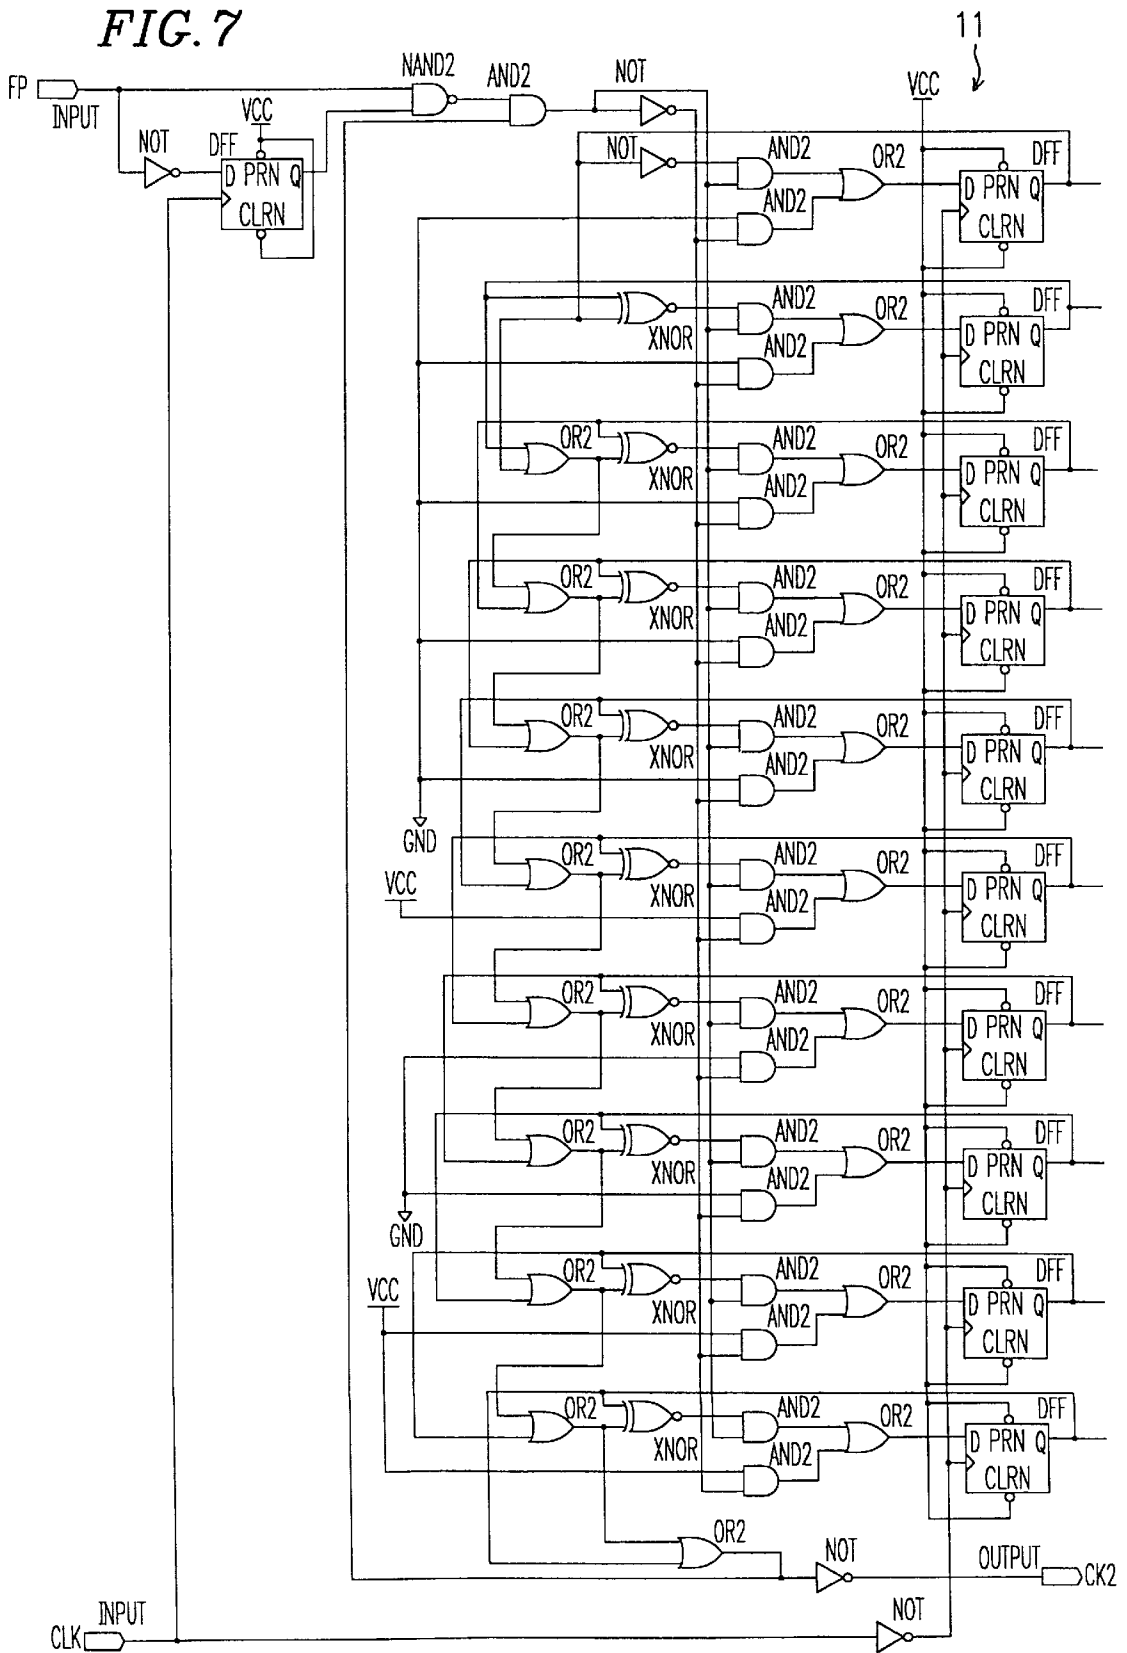 FIG. 7
11
FP
INPUT
NAND2
AND2
NOT
VCC
NOT
DFF
VCC
D PRN Q
CLRN
NOT
AND2
AND2
OR2
DFF
D PRN Q
CLRN
XNOR
AND2
AND2
OR2
DFF
D PRN Q
CLRN
OR2
XNOR
AND2
AND2
OR2
DFF
D PRN Q
CLRN
OR2
XNOR
AND2
AND2
OR2
DFF
D PRN Q
CLRN
OR2
XNOR
AND2
AND2
OR2
DFF
D PRN Q
CLRN
GND
VCC
OR2
XNOR
AND2
AND2
OR2
DFF
D PRN Q
CLRN
OR2
XNOR
AND2
AND2
OR2
DFF
D PRN Q
CLRN
OR2
XNOR
AND2
AND2
OR2
DFF
D PRN Q
CLRN
GND
VCC
OR2
XNOR
AND2
AND2
OR2
DFF
D PRN Q
CLRN
OR2
XNOR
AND2
AND2
OR2
DFF
D PRN Q
CLRN
OR2
NOT
OUTPUT
CK2
CLK
INPUT
NOT